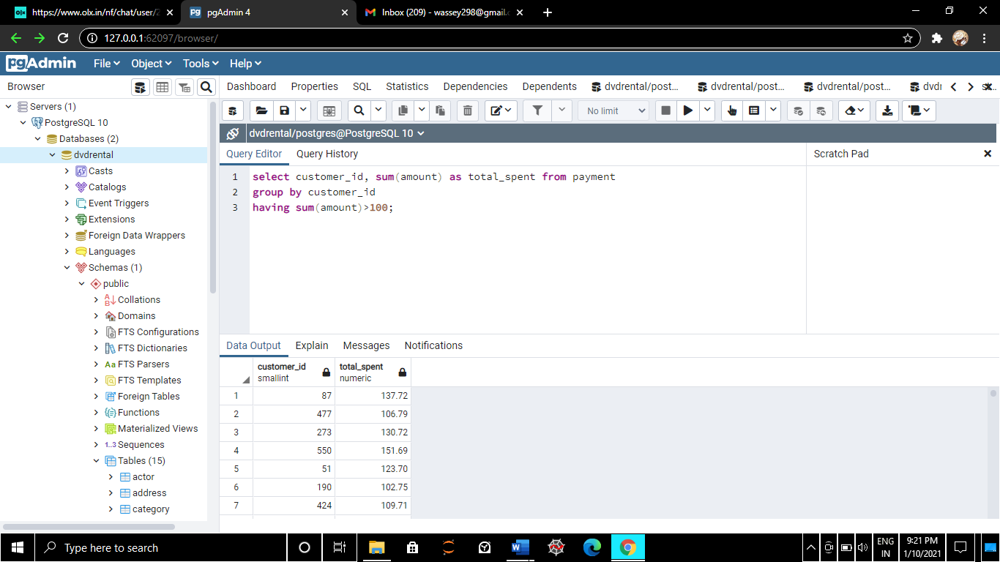 https://www.olx.in/nf/chat/user/2
pgAdmin 4
Inbox (209) - wassey298@gmail.c
127.0.0.1:62097/browser/
pgAdmin File Object Tools Help
Browser
Dashboard Properties SQL Statistics Dependencies Dependents dvdrental/post... dvdrental/post... dvdrental/post... dvdr s...
No limit
dvdrental/postgres@PostgreSQL 10
Query Editor Query History
Scratch Pad
Servers (1)
PostgreSQL 10
Databases (2)
dvdrental
Casts
Catalogs
Event Triggers
Extensions
Foreign Data Wrappers
Languages
Schemas (1)
public
Collations
Domains
FTS Configurations
FTS Dictionaries
Aa FTS Parsers
FTS Templates
Foreign Tables
Functions
Materialized Views
1..3 Sequences
Tables (15)
actor
address
category
1 select customer_id, sum(amount) as total_spent from payment
2 group by customer_id
3 having sum(amount)>100;
Data Output Explain Messages Notifications
customer_id total_spent
smallint numeric
1 87 137.72
2 477 106.79
3 273 130.72
4 550 151.69
5 51 123.70
6 190 102.75
7 424 109.71
Type here to search
ENG
IN
9:21 PM
1/10/2021